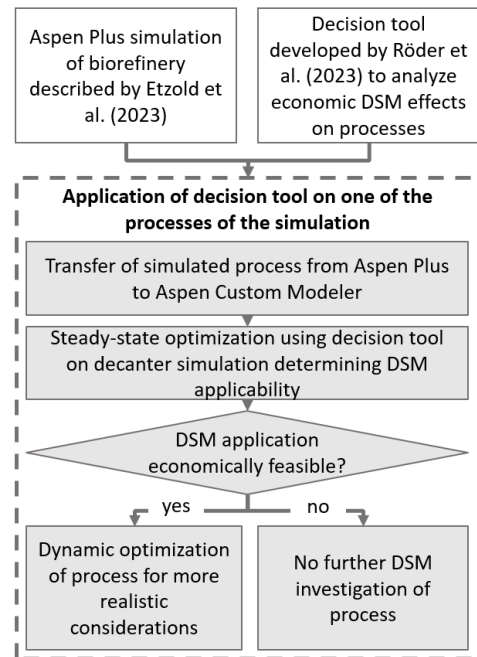 Aspen Plus simulation
of biorefinery
described by Etzold et
al. (2023)
Decision tool
developed by Röder et
al. (2023) to analyze
economic DSM effects
on processes
Application of decision tool on one of the
processes of the simulation
Transfer of simulated process from Aspen Plus
to Aspen Custom Modeler
Steady-state optimization using decision tool
on decanter simulation determining DSM
applicability
DSM application
economically feasible?
yes
no
Dynamic optimization
of process for more
realistic
considerations
No further DSM
investigation of
process